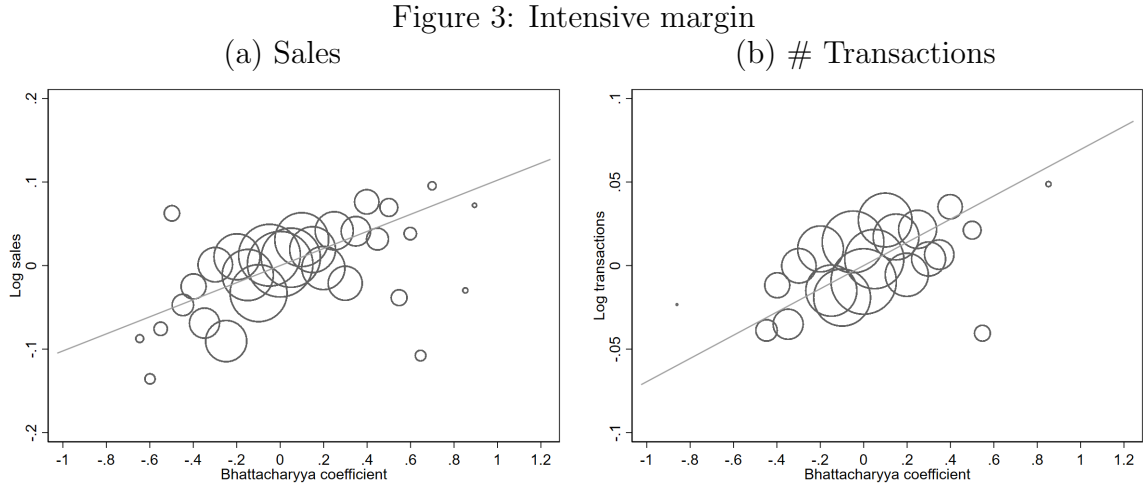 Figure 3: Intensive margin
(a) Sales
(b) # Transactions
.2
.1
0
-.1
-.2
Log sales
-1 -.8 -.6 -.4 -.2 0 .2 .4 .6 .8 1 1.2
Bhattacharyya coefficient
.1
.05
0
-.05
-.1
Log transactions
-1 -.8 -.6 -.4 -.2 0 .2 .4 .6 .8 1 1.2
Bhattacharyya coefficient